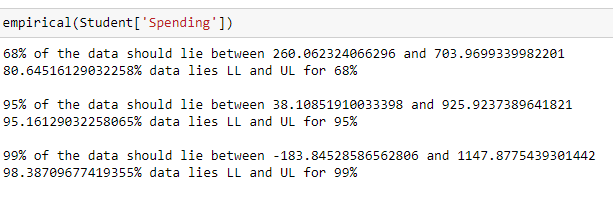 empirical(Student['Spending'])
68% of the data should lie between 260.062324066296 and 703.9699339982201
80.64516129032258% data lies LL and UL for 68%
95% of the data should lie between 38.10851910033398 and 925.9237389641821
95.16129032258065% data lies LL and UL for 95%
99% of the data should lie between -183.84528586562806 and 1147.8775439301442
98.38709677419355% data lies LL and UL for 99%